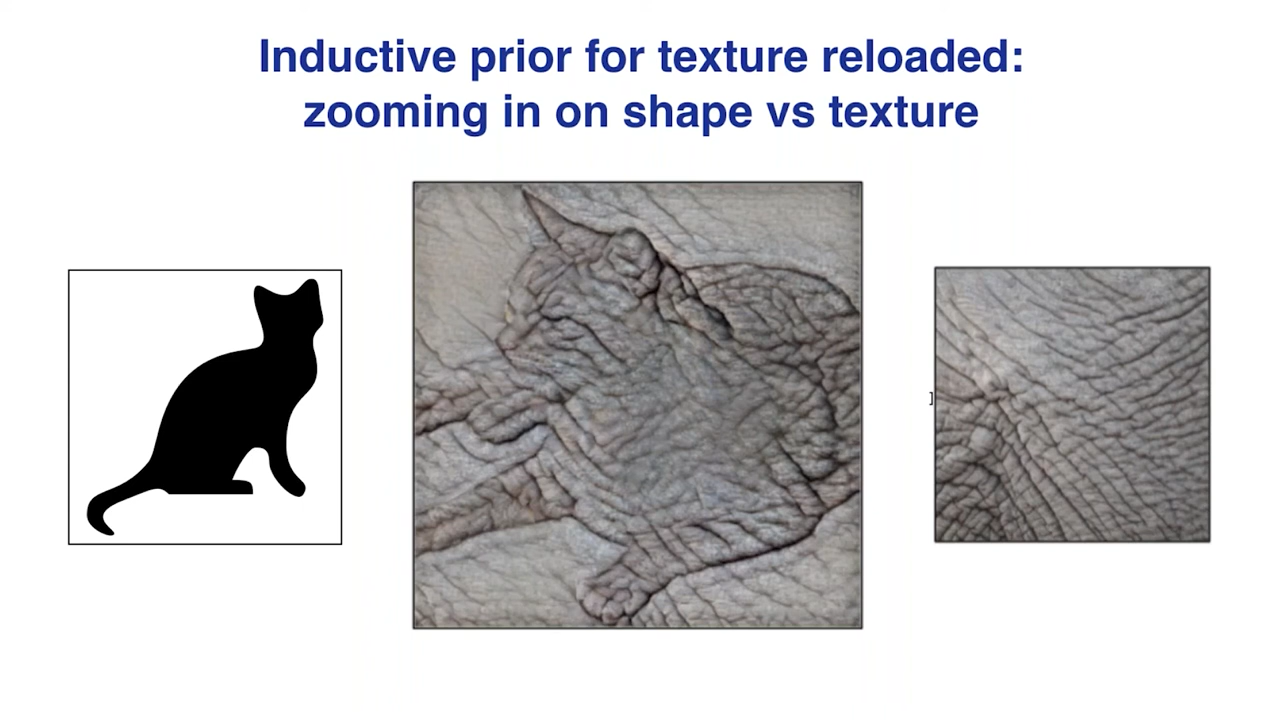 Inductive prior for texture reloaded:
zooming in on shape vs texture
]